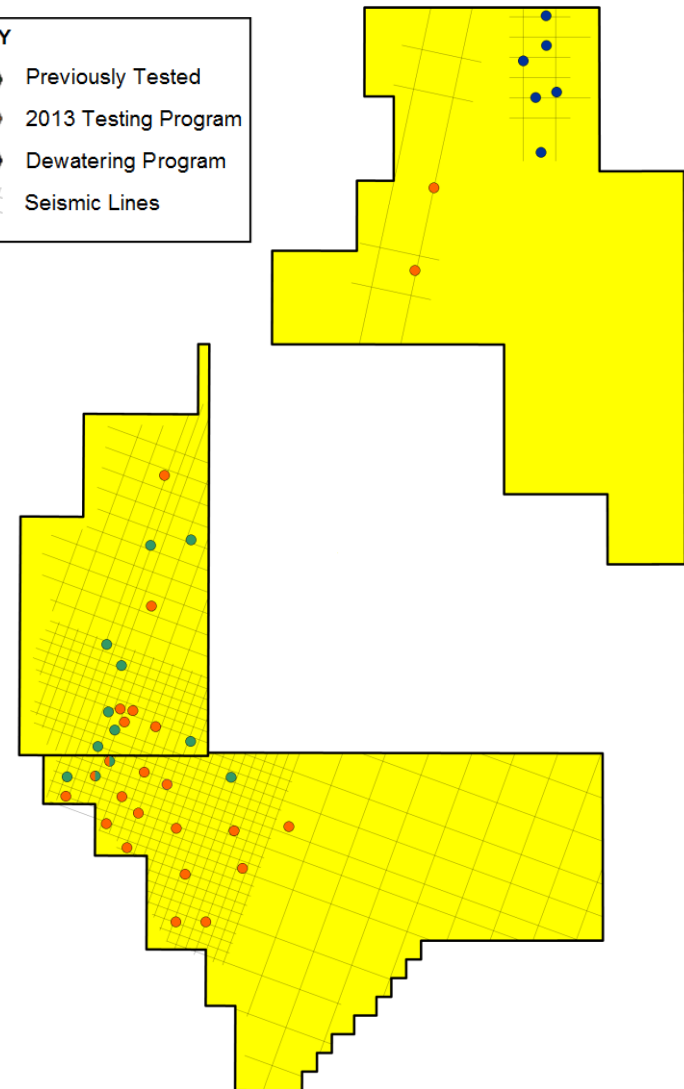 Y
Previously Tested
2013 Testing Program
Dewatering Program
Seismic Lines